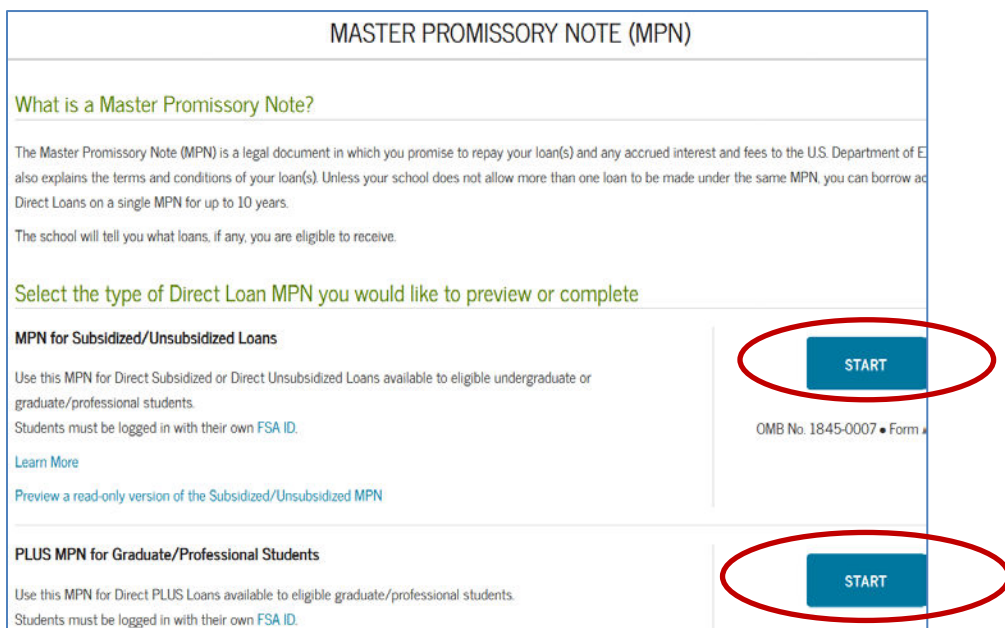 MASTER PROMISSORY NOTE (MPN)
What is a Master Promissory Note?
The Master Promissory Note (MPN) is a legal document in which you promise to repay your loan(s) and any accrued interest and fees to the U.S. Department of
also explains the terms and conditions of your loan(s). Unless your school does not allow more than one loan to be made under the same MPN, you can borrow
Direct Loans on a single MPN for up to 10 years.
The school will tell you what loans, if any, you are eligible to receive.
Select the type of Direct Loan MPN you would like to preview or complete
MPN for Subsidized/Unsubsidized Loans
START
Use this MPN for Direct Subsidized or Direct Unsubsidized Loans available to eligible undergraduate or
graduate/professional students.
Students must be logged in with their own FSA ID.
OMB No. 1845-0007 • Form
Learn More
Preview a read-only version of the Subsidized/Unsubsidized MPN
PLUS MPN for Graduate/Professional Students
START
Use this MPN for Direct PLUS Loans available to eligible graduate/professional students.
Students must be logged in with their own FSA ID.